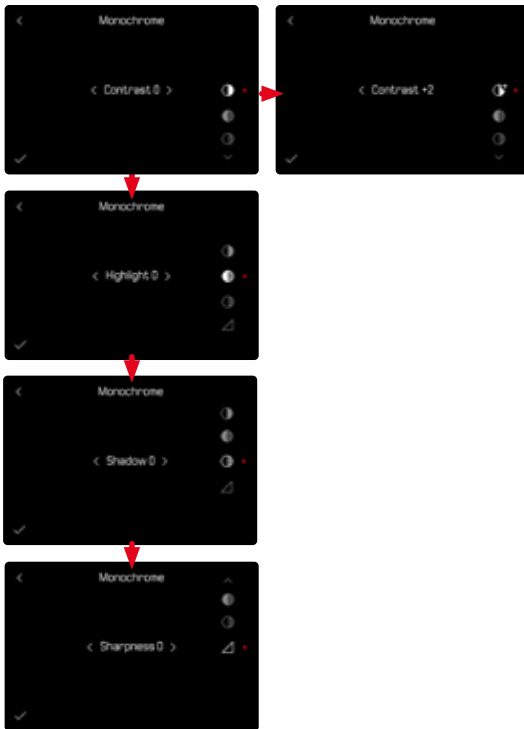 Monochrome
< Contrast 0 >
Monochrome
< Contrast +2
Monochrome
< Highlight 0 >
Monochrome
< Shadow 0 >
Monochrome
< Sharpness 0 >